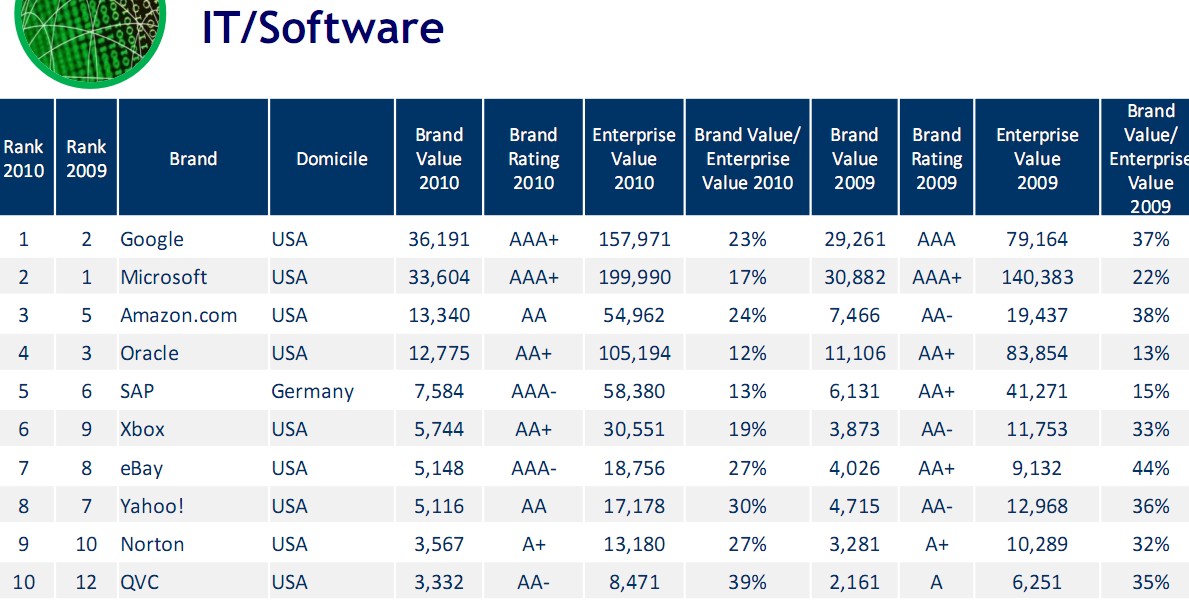 IT/Software
Rank 2010 Rank 2009 Brand Domicile Brand Value 2010 Brand Rating 2010 Enterprise Value 2010 Brand Value/ Enterprise Value 2010 Brand Value 2009 Brand Rating 2009 Enterprise Value 2009 Brand Value/ Enterprise Value 2009
1 2 Google USA 36,191 AAA+ 157,971 23% 29,261 AAA 79,164 37%
2 1 Microsoft USA 33,604 AAA+ 199,990 17% 30,882 AAA+ 140,383 22%
3 5 Amazon.com USA 13,340 AA 54,962 24% 7,466 AA- 19,437 38%
4 3 Oracle USA 12,775 AA+ 105,194 12% 11,106 AA+ 83,854 13%
5 6 SAP Germany 7,584 AAA- 58,380 13% 6,131 AA+ 41,271 15%
6 9 Xbox USA 5,744 AA+ 30,551 19% 3,873 AA- 11,753 33%
7 8 eBay USA 5,148 AAA- 18,756 27% 4,026 AA+ 9,132 44%
8 7 Yahoo! USA 5,116 AA 17,178 30% 4,715 AA- 12,968 36%
9 10 Norton USA 3,567 A+ 13,180 27% 3,281 A+ 10,289 32%
10 12 QVC USA 3,332 AA- 8,471 39% 2,161 A 6,251 35%